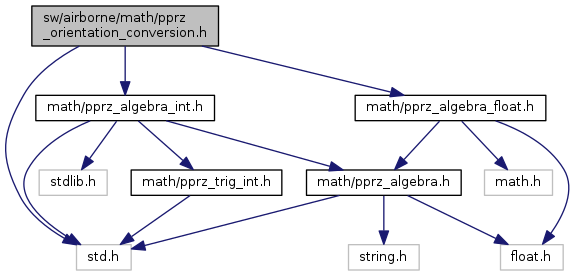 sw/airborne/math/pprz
_orientation_conversion.h
math/pprz_algebra_int.h
math/pprz_algebra_float.h
stdlib.h
math/pprz_trig_int.h
math/pprz_algebra.h
math.h
std.h
string.h
float.h